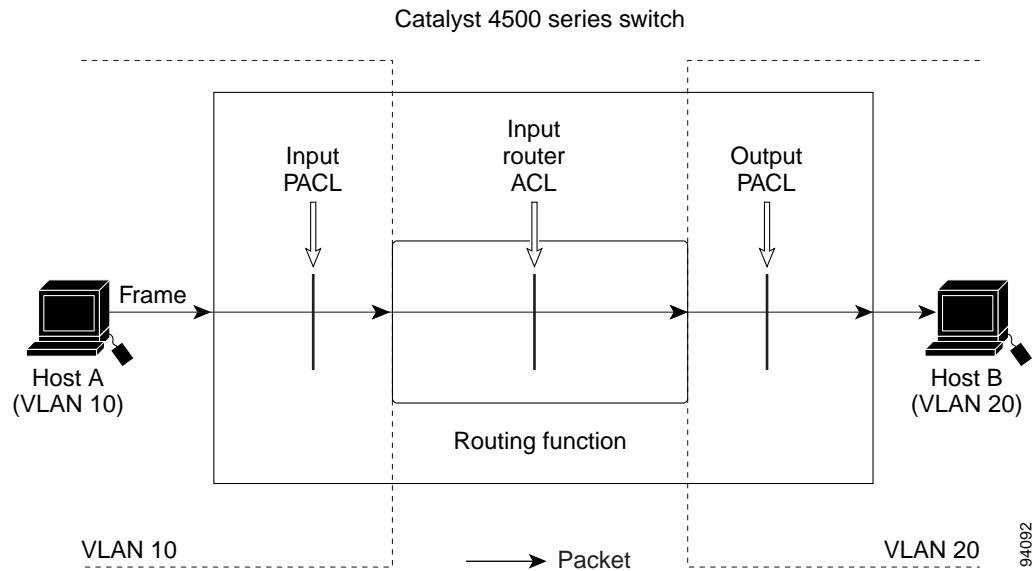 Catalyst 4500 series switch
Input
PACL
Input
router
ACL
Output
PACL
Frame
Host A
(VLAN 10)
Host B
(VLAN 20)
Routing function
VLAN 10
Packet
VLAN 20
94092